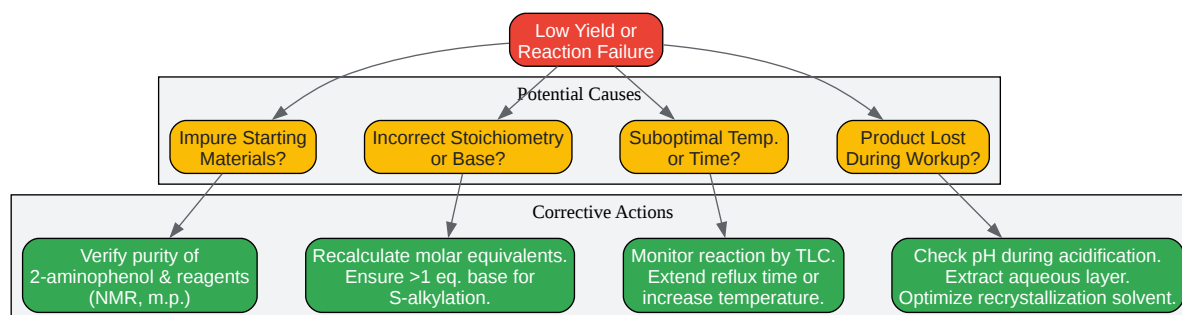 Low Yield or
Reaction Failure
Potential Causes
Impure Starting
Materials?
Incorrect Stoichiometry
or Base?
Suboptimal Temp.
or Time?
Product Lost
During Workup?
Corrective Actions
Verify purity of
2-aminophenol & reagents
(NMR, m.p.)
Recalculate molar equivalents.
Ensure >1 eq. base for
S-alkylation.
Monitor reaction by TLC.
Extend reflux time or
increase temperature.
Check pH during acidification.
Extract aqueous layer.
Optimize recrystallization solvent.